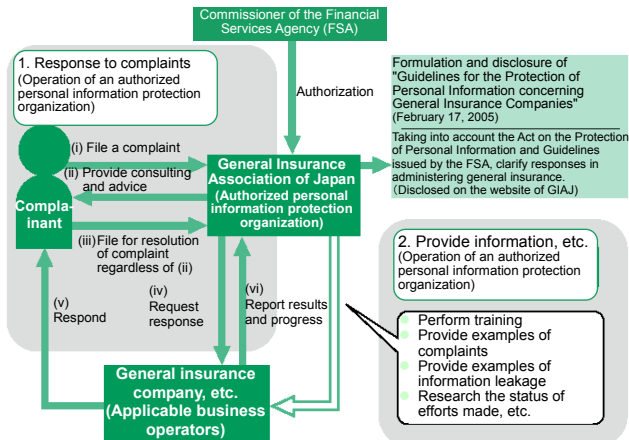 Commissioner of the Financial
Services Agency (FSA)
1. Response to complaints
(Operation of an authorized
personal information protection
organization)
Authorization
Formulation and disclosure of
"Guidelines for the Protection of
Personal Information concerning
General Insurance Companies"
(February 17, 2005)
Taking into account the Act on the Protection
of Personal Information and Guidelines
issued by the FSA, clarify responses in
administering general insurance.
(Disclosed on the website of GIAJ)
(i) File a complaint
(ii) Provide consulting
and advice
General Insurance
Association of Japan
(Authorized personal
information protection
organization)
Compla-
inant
(iii)File for resolution
of complaint
regardless of (ii)
2. Provide information, etc.
(Operation of an authorized
personal information protection
organization)
(v)
Respond
(iv)
Request
response
(vi)
Report results
and progress
Perform training
Provide examples of
complaints
Provide examples of
information leakage
Research the status of
efforts made, etc.
General insurance
company, etc.
(Applicable business
operators)